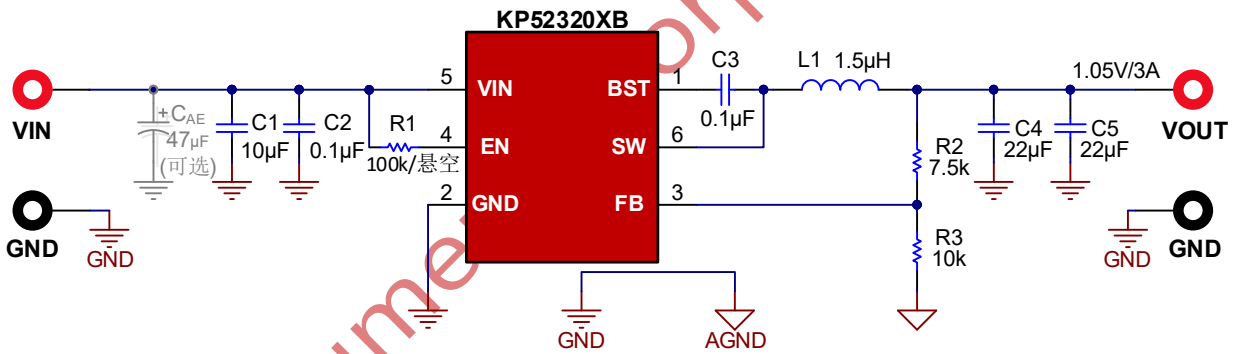 KP52320XB
VIN
GND
+
C_AE
47µF
(可选)
C1
10µF
C2
0.1µF
R1
100k/悬空
5
4
2
VIN
EN
GND
BST
SW
FB
1
6
3
C3
0.1µF
L1 1.5µH
R2
7.5k
R3
10k
C4
22µF
C5
22µF
1.05V/3A
VOUT
GND
GND
GND
GND
AGND